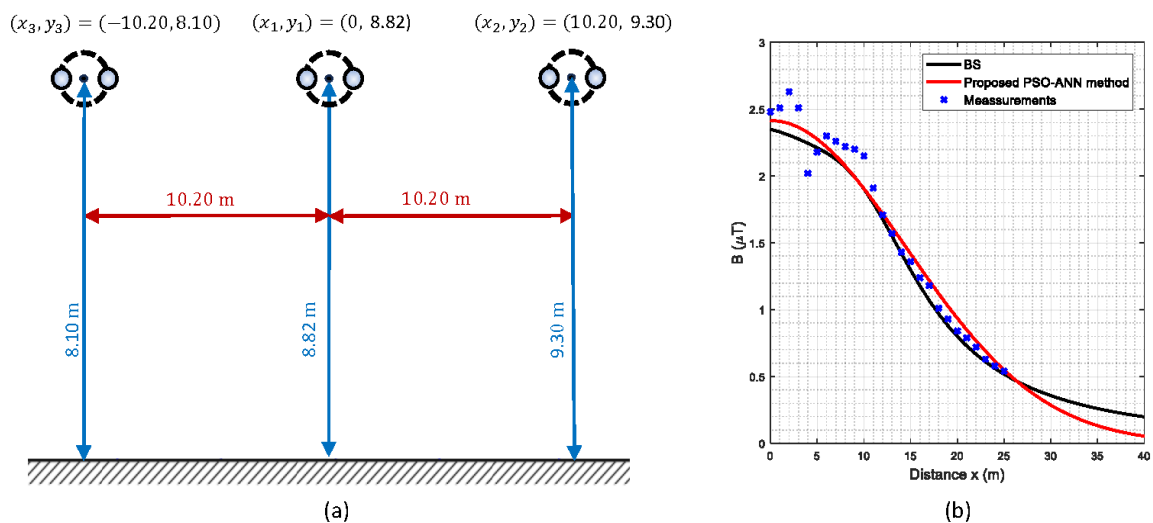 (x₃, y₃) = (−10.20, 8.10)
(x₁, y₁) = (0, 8.82)
(x₂, y₂) = (10.20, 9.30)
10.20 m
10.20 m
8.10 m
8.82 m
9.30 m
(a)
3
2.5
2
1.5
1
0.5
0
B (μT)
BS
Proposed PSO-ANN method
Meassurements
0
5
10
15
20
25
30
35
40
Distance x (m)
(b)